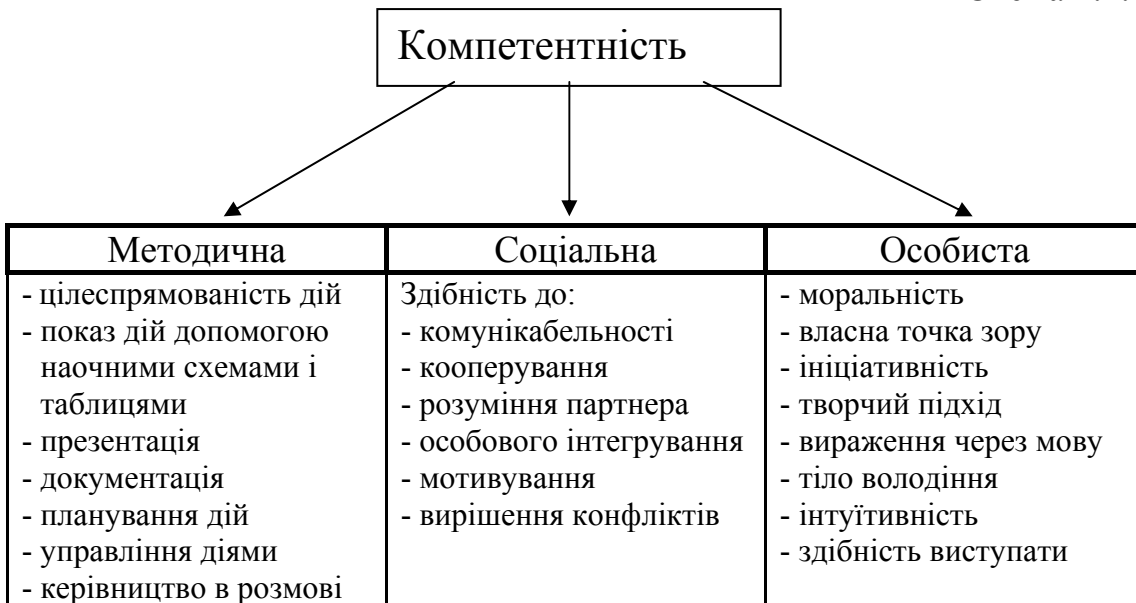 Компетентність
Методична
Соціальна
Особиста
- цілеспрямованість дій
- показ дій допомогою
наочними схемами і
таблицями
- презентація
- документація
- планування дій
- управління діями
- керівництво в розмові
Здібність до:
- комунікабельності
- кооперування
- розуміння партнера
- особового інтегрування
- мотивування
- вирішення конфліктів
- моральність
- власна точка зору
- ініціативність
- творчий підхід
- вираження через мову
- тіло володіння
- інтуїтивність
- здібність виступати